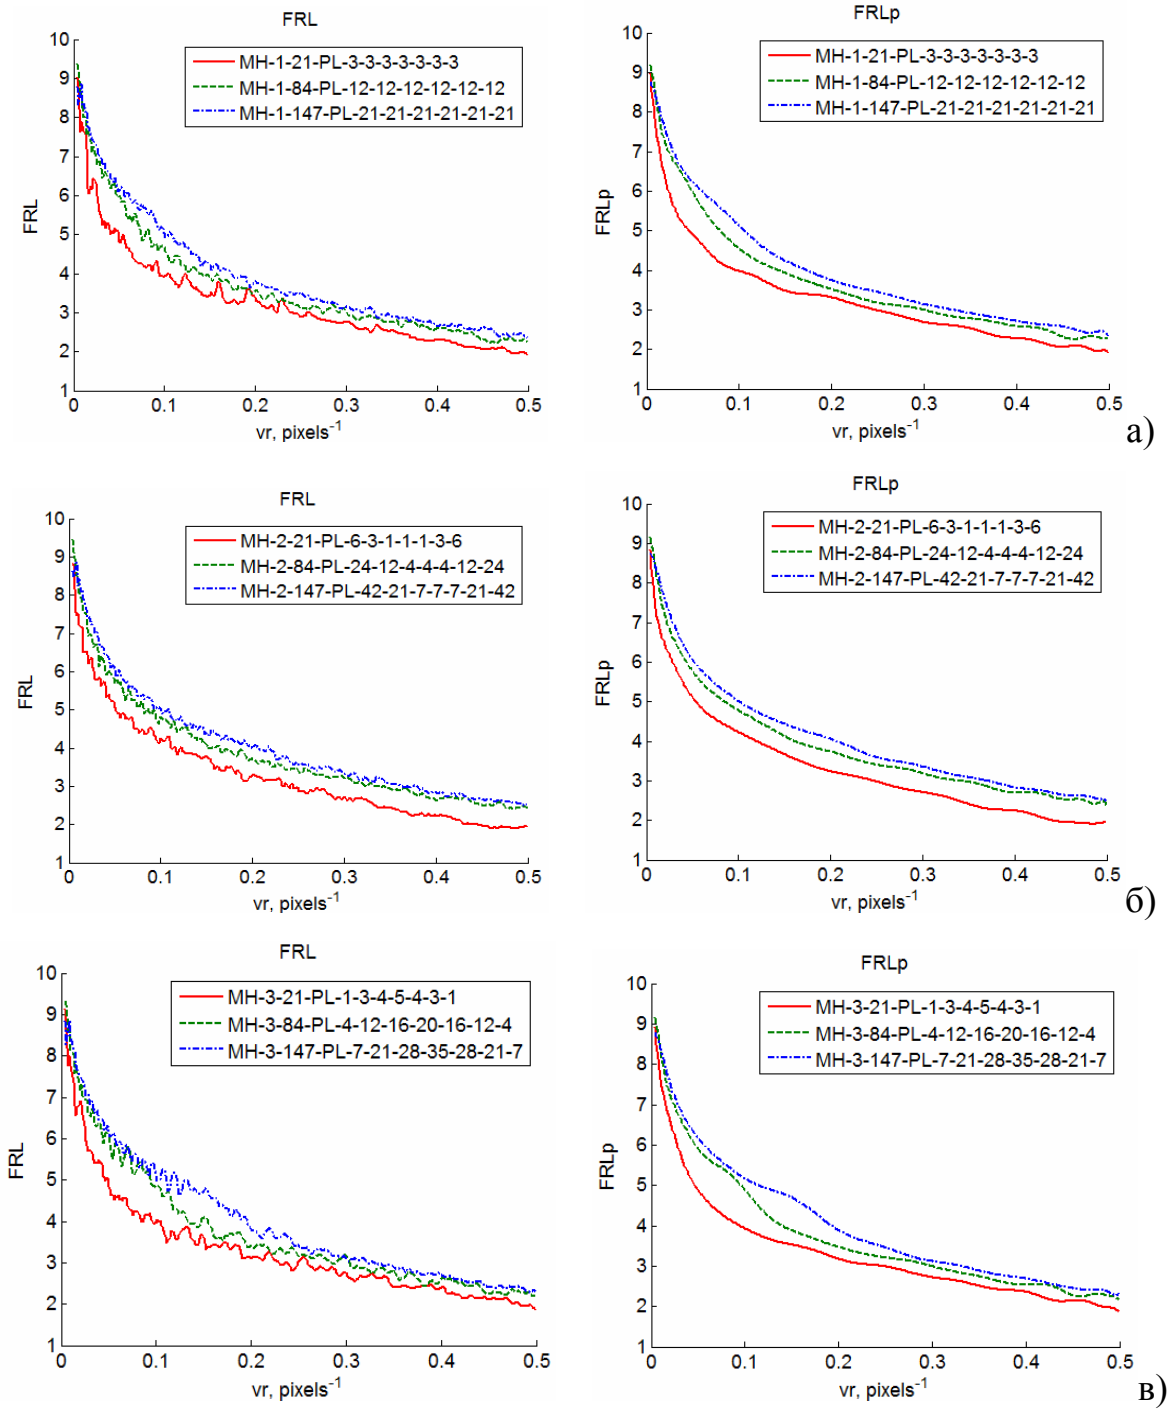 FRL
FRL
10
9
8
7
6
5
4
3
2
1
MH-1-21-PL-3-3-3-3-3-3-3
MH-1-84-PL-12-12-12-12-12-12
MH-1-147-PL-21-21-21-21-21-21
0 0.1 0.2 0.3 0.4 0.5
vr, pixels⁻¹
FRLp
FRLp
10
9
8
7
6
5
4
3
2
1
MH-1-21-PL-3-3-3-3-3-3-3
MH-1-84-PL-12-12-12-12-12-12
MH-1-147-PL-21-21-21-21-21-21
0 0.1 0.2 0.3 0.4 0.5
vr, pixels⁻¹
а)
FRL
FRL
10
9
8
7
6
5
4
3
2
1
MH-2-21-PL-6-3-1-1-1-3-6
MH-2-84-PL-24-12-4-4-4-12-24
MH-2-147-PL-42-21-7-7-7-21-42
0 0.1 0.2 0.3 0.4 0.5
vr, pixels⁻¹
FRLp
FRLp
10
9
8
7
6
5
4
3
2
1
MH-2-21-PL-6-3-1-1-1-3-6
MH-2-84-PL-24-12-4-4-4-12-24
MH-2-147-PL-42-21-7-7-7-21-42
0 0.1 0.2 0.3 0.4 0.5
vr, pixels⁻¹
б)
FRL
FRL
10
9
8
7
6
5
4
3
2
1
MH-3-21-PL-1-3-4-5-4-3-1
MH-3-84-PL-4-12-16-20-16-12-4
MH-3-147-PL-7-21-28-35-28-21-7
0 0.1 0.2 0.3 0.4 0.5
vr, pixels⁻¹
FRLp
FRLp
10
9
8
7
6
5
4
3
2
1
MH-3-21-PL-1-3-4-5-4-3-1
MH-3-84-PL-4-12-16-20-16-12-4
MH-3-147-PL-7-21-28-35-28-21-7
0 0.1 0.2 0.3 0.4 0.5
vr, pixels⁻¹
в)